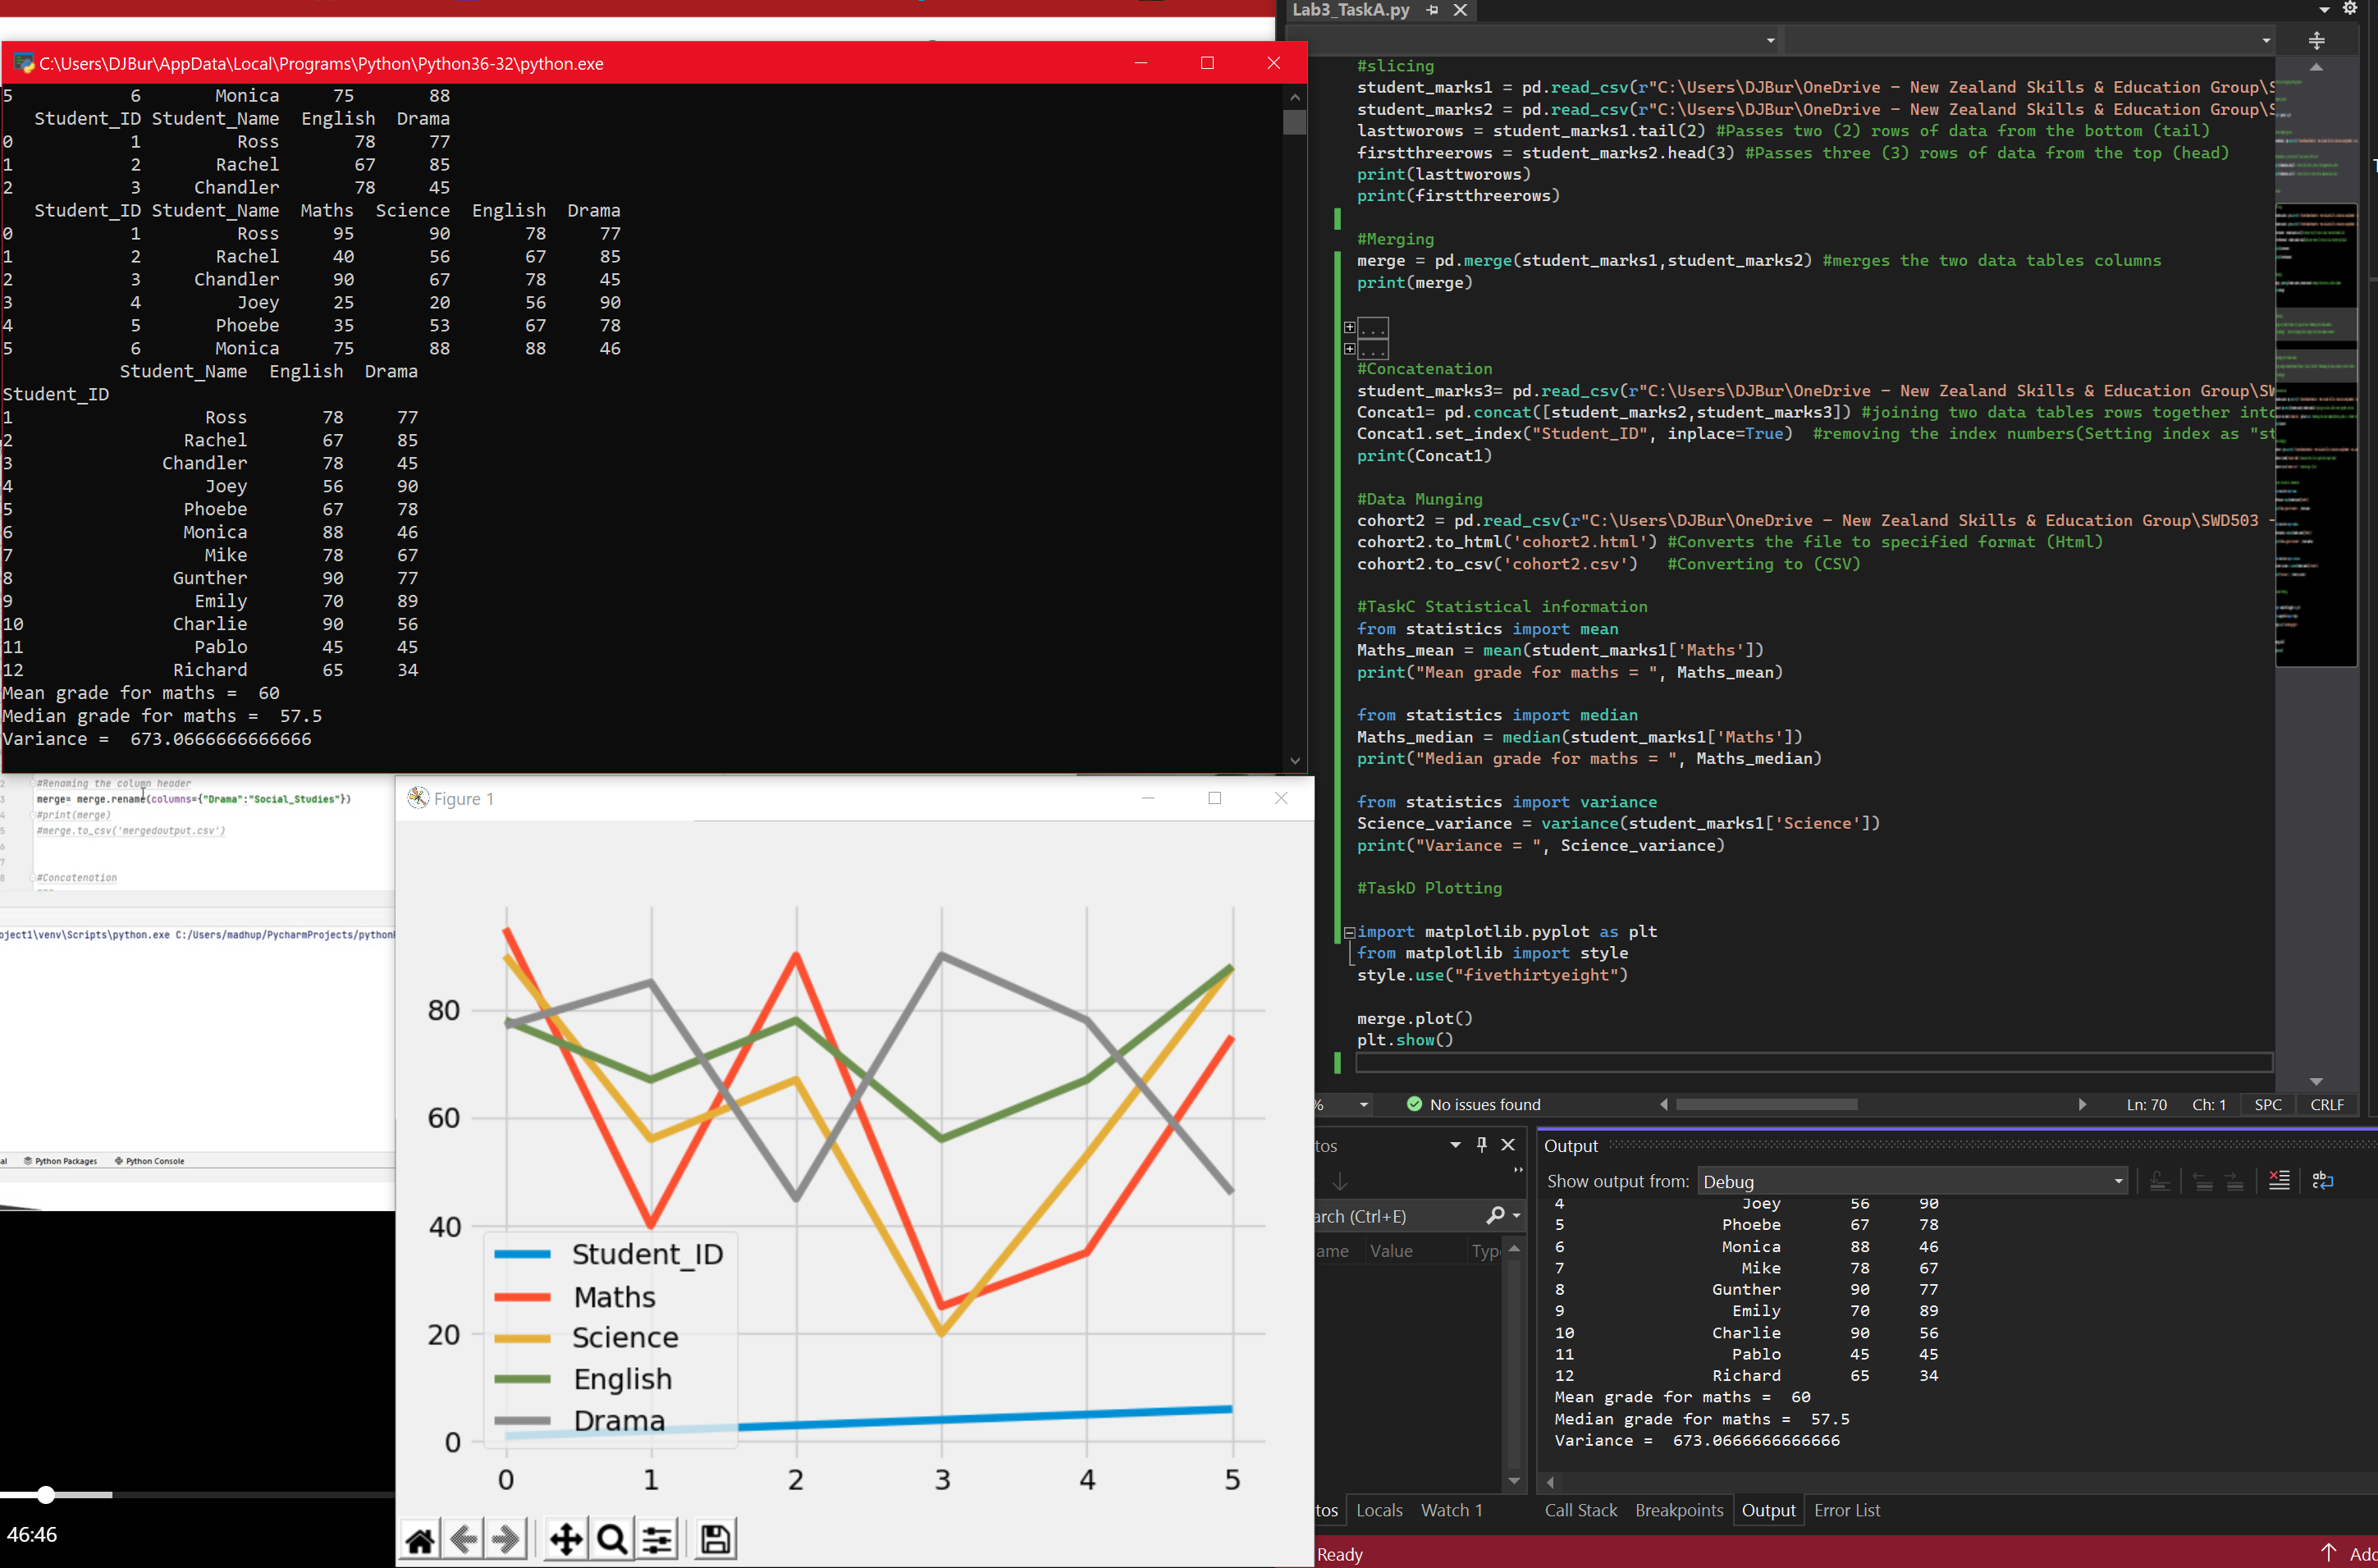 C:\Users\DJBur\AppData\Local\Programs\Python\Python36-32\python.exe
5 6 Monica 75 88
Student_ID Student_Name English Drama
0 1 Ross 78 77
1 2 Rachel 67 85
2 3 Chandler 78 45
Student_ID Student_Name Maths Science English Drama
0 1 Ross 95 90 78 77
1 2 Rachel 40 56 67 85
2 3 Chandler 90 67 78 45
3 4 Joey 25 20 56 90
4 5 Phoebe 35 53 67 78
5 6 Monica 75 88 88 46
Student_Name English Drama
Student_ID
1 Ross 78 77
2 Rachel 67 85
3 Chandler 78 45
4 Joey 56 90
5 Phoebe 67 78
6 Monica 88 46
7 Mike 78 67
8 Gunther 90 77
9 Emily 70 89
10 Charlie 90 56
11 Pablo 45 45
12 Richard 65 34
Mean grade for maths =  60
Median grade for maths =  57.5
Variance =  673.0666666666666
2 #Renaming the column header
3 merge= merge.rename(columns={"Drama":"Social_Studies"})
4 #print(merge)
5 #merge.to_csv('mergedoutput.csv')
6
7
8 #Concatenation
oject1\venv\Scripts\python.exe C:/Users/madhup/PycharmProjects/python
al Python Packages Python Console
46:46
Figure 1
80
60
40
20
0
0 1 2 3 4 5
Student_ID
Maths
Science
English
Drama
Lab3_TaskA.py
#slicing
student_marks1 = pd.read_csv(r"C:\Users\DJBur\OneDrive - New Zealand Skills & Education Group\S
student_marks2 = pd.read_csv(r"C:\Users\DJBur\OneDrive - New Zealand Skills & Education Group\S
lasttworows = student_marks1.tail(2) #Passes two (2) rows of data from the bottom (tail)
firstthreerows = student_marks2.head(3) #Passes three (3) rows of data from the top (head)
print(lasttworows)
print(firstthreerows)
#Merging
merge = pd.merge(student_marks1,student_marks2) #merges the two data tables columns
print(merge)
...
...
#Concatenation
student_marks3= pd.read_csv(r"C:\Users\DJBur\OneDrive - New Zealand Skills & Education Group\SW
Concat1= pd.concat([student_marks2,student_marks3]) #joining two data tables rows together into
Concat1.set_index("Student_ID", inplace=True)  #removing the index numbers(Setting index as "st
print(Concat1)
#Data Munging
cohort2 = pd.read_csv(r"C:\Users\DJBur\OneDrive - New Zealand Skills & Education Group\SWD503 -
cohort2.to_html('cohort2.html') #Converts the file to specified format (Html)
cohort2.to_csv('cohort2.csv')   #Converting to (CSV)
#TaskC Statistical information
from statistics import mean
Maths_mean = mean(student_marks1['Maths'])
print("Mean grade for maths = ", Maths_mean)
from statistics import median
Maths_median = median(student_marks1['Maths'])
print("Median grade for maths = ", Maths_median)
from statistics import variance
Science_variance = variance(student_marks1['Science'])
print("Variance = ", Science_variance)
#TaskD Plotting
import matplotlib.pyplot as plt
from matplotlib import style
style.use("fivethirtyeight")
merge.plot()
plt.show()
% No issues found Ln: 70 Ch: 1 SPC CRLF
tos
arch (Ctrl+E)
ame Value Typ
tos Locals Watch 1
Output
Show output from: Debug
4 Joey 56 90
5 Phoebe 67 78
6 Monica 88 46
7 Mike 78 67
8 Gunther 90 77
9 Emily 70 89
10 Charlie 90 56
11 Pablo 45 45
12 Richard 65 34
Mean grade for maths =  60
Median grade for maths =  57.5
Variance =  673.0666666666666
Call Stack Breakpoints Output Error List
Ready Add